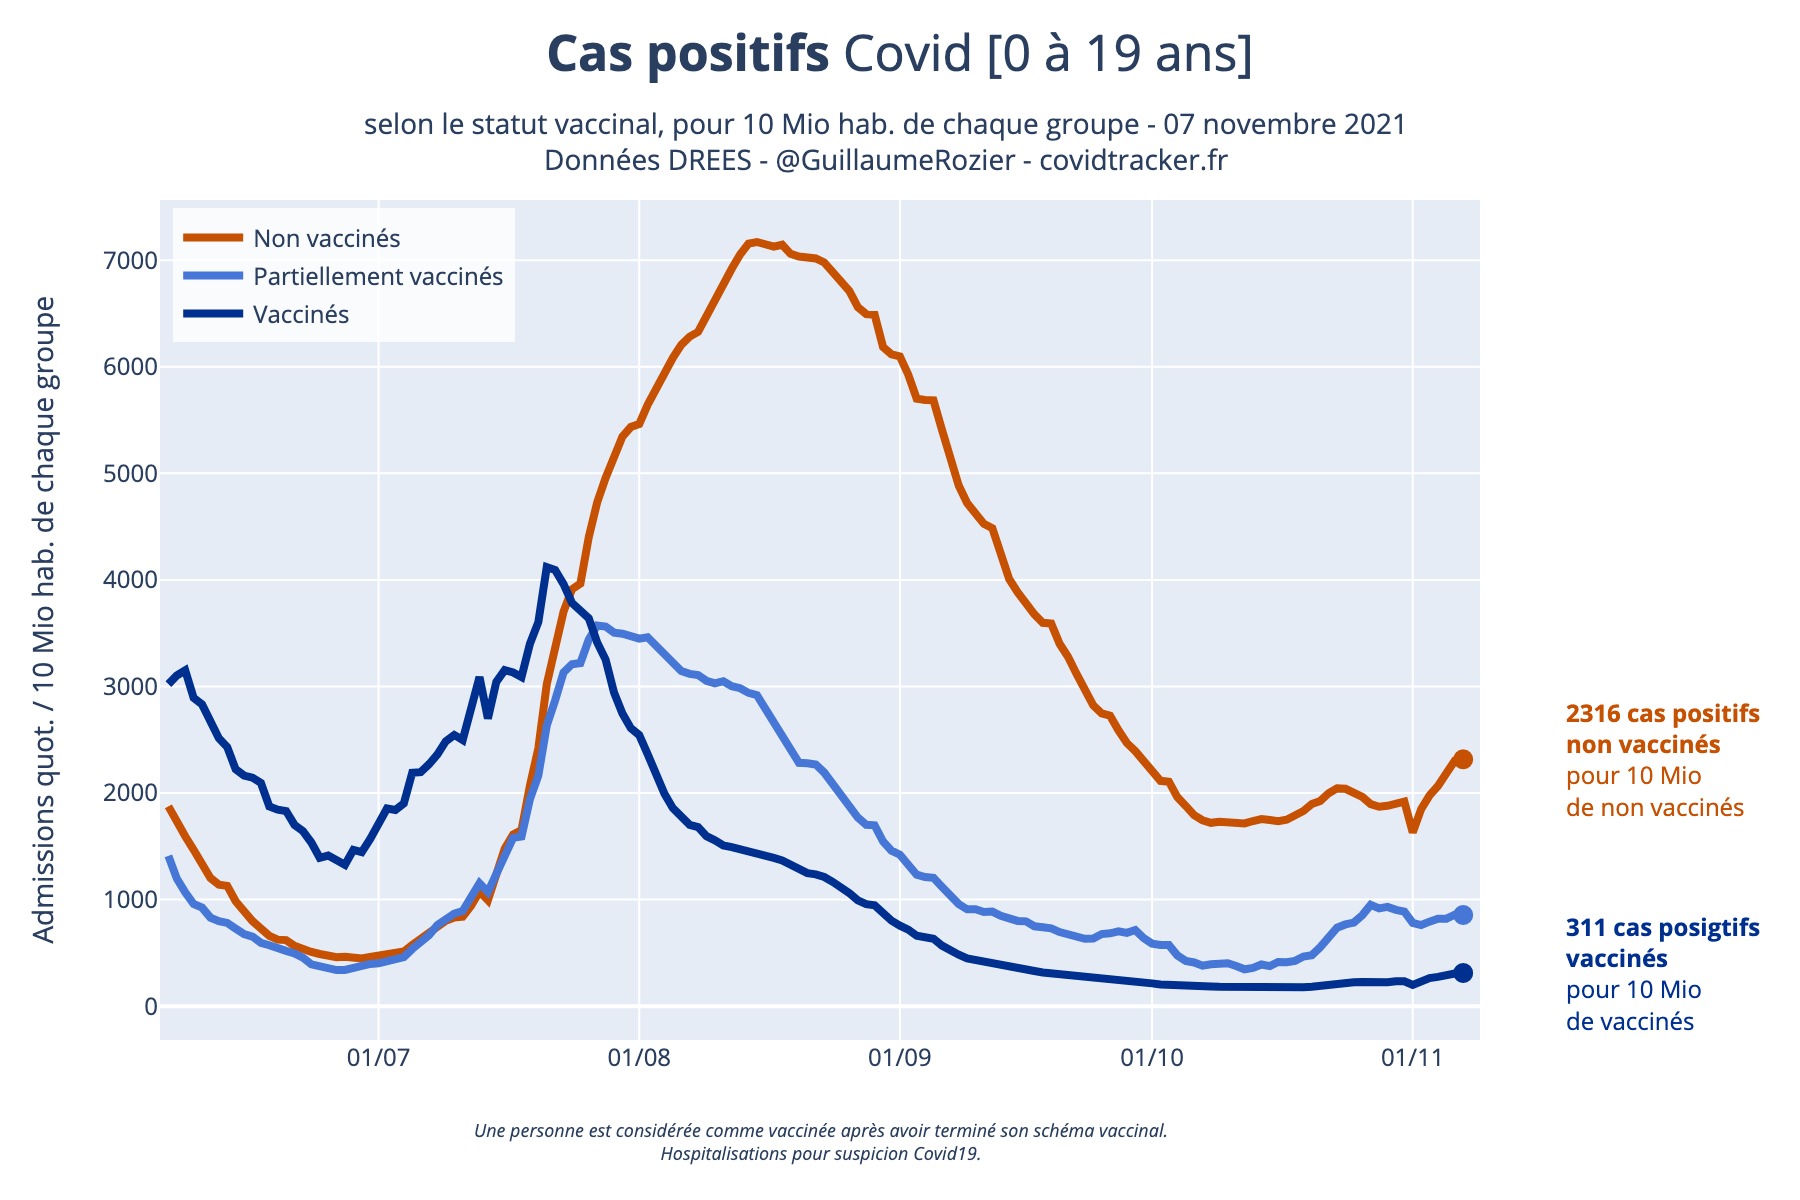 Cas positifs Covid [0 à 19 ans]
selon le statut vaccinal, pour 10 Mio hab. de chaque groupe - 07 novembre 2021
Données DREES - @GuillaumeRozier - covidtracker.fr
Non vaccinés
Partiellement vaccinés
Vaccinés
Admissions quot. / 10 Mio hab. de chaque groupe
7000
6000
5000
4000
3000
2000
1000
0
01/07
01/08
01/09
01/10
01/11
2316 cas positifs
non vaccinés
pour 10 Mio
de non vaccinés
311 cas posigtifs
vaccinés
pour 10 Mio
de vaccinés
Une personne est considérée comme vaccinée après avoir terminé son schéma vaccinal.
Hospitalisations pour suspicion Covid19.